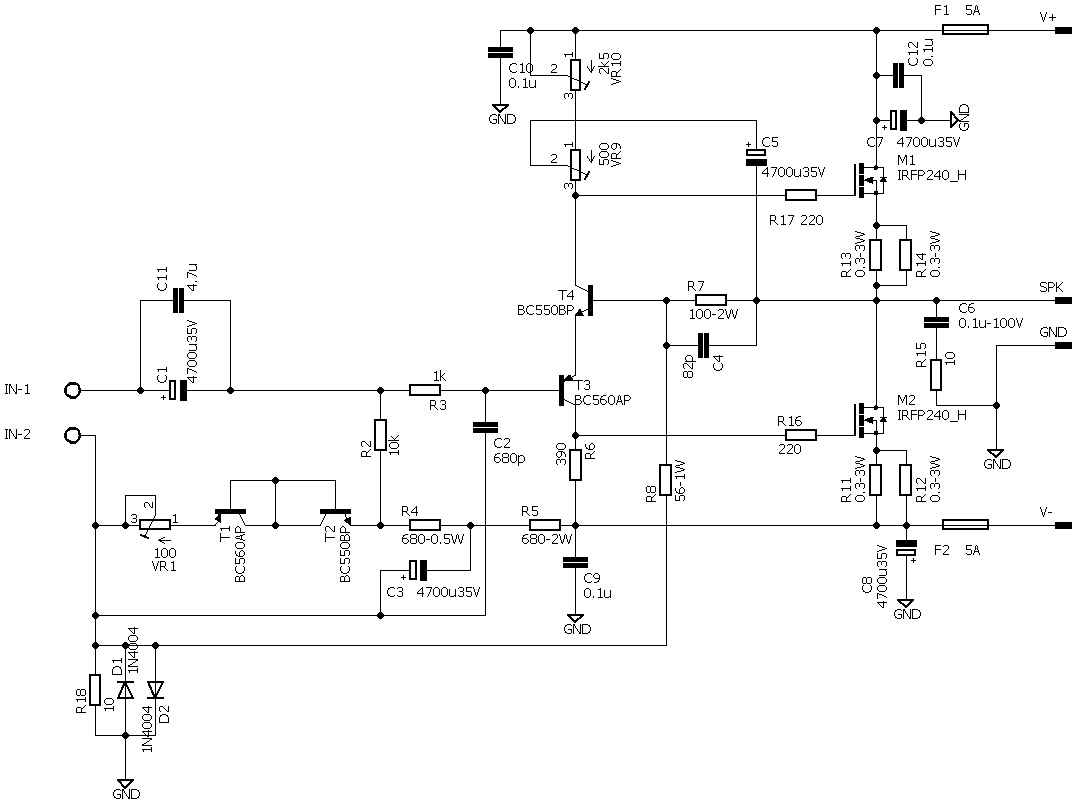 F1 5A
V+
C10
0.1u
GND
1
2
3
2K5
VR10
C12
0.1u
GND
C7
+
4700u35V
1
2
3
500
VR9
+
C5
4700u35V
M1
IRFP240_H
R17 220
R13
0.3-3W
R14
0.3-3W
C11
4.7u
T4
BC550BP
R7
100-2W
SPK
C6
0.1u-100V
82p
C4
GND
R15
10
IN-1
C1
+
4700u35V
1k
R3
T3
BC560AP
M2
IRFP240_H
IN-2
R2
10k
C2
680p
R16
220
GND
390
R6
R8
56-1W
R11
0.3-3W
R12
0.3-3W
3
2
1
100
VR1
T1
BC560AP
T2
BC550BP
R4
680-0.5W
R5
680-2W
V-
F2 5A
C3
+
4700u35V
C9
0.1u
GND
C8
4700u35V
+
GND
R18
10
D1
1N4004
1N4004
D2
GND